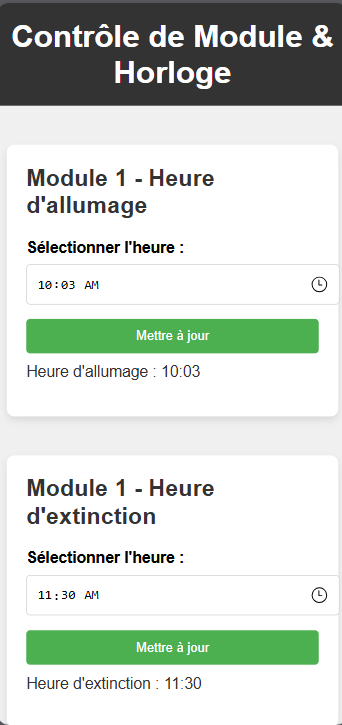 Contrôle de Module &
Horloge
Module 1 - Heure
d'allumage
Sélectionner l'heure :
10:03 AM
Mettre à jour
Heure d'allumage : 10:03
Module 1 - Heure
d'extinction
Sélectionner l'heure :
11:30 AM
Mettre à jour
Heure d'extinction : 11:30